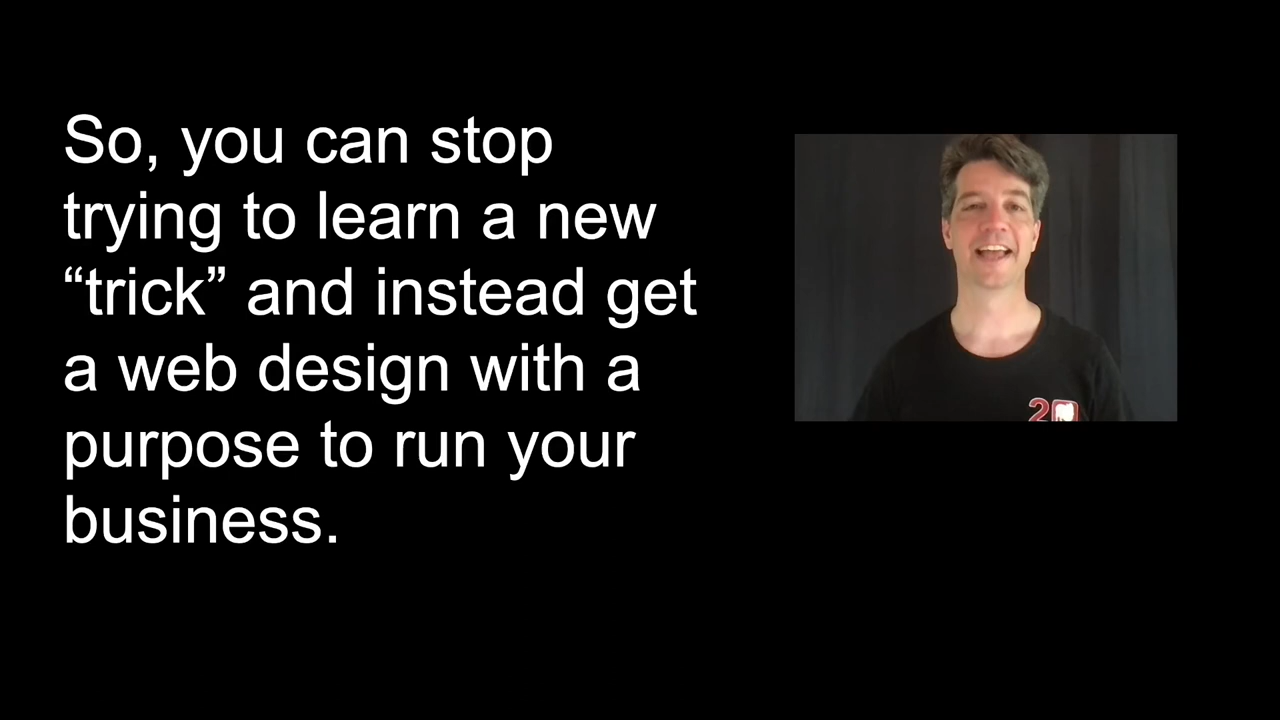 So, you can stop
trying to learn a new
“trick” and instead get
a web design with a
purpose to run your
business.
2